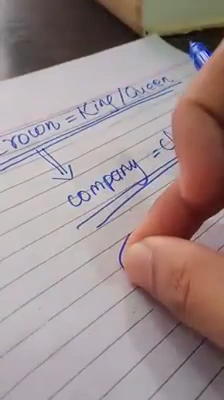 rown = King/Queen
company = c